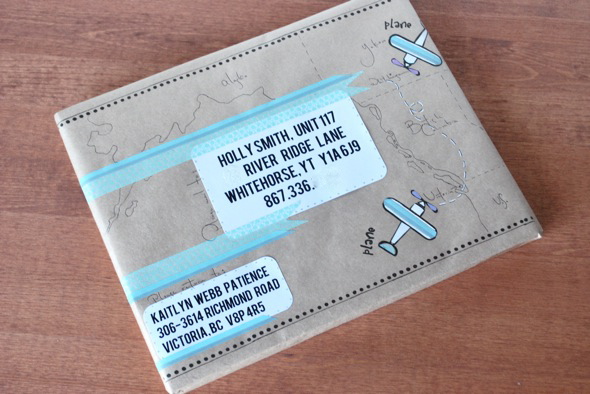 plane
HOLLY SMITH, UNIT 117
RIVER RIDGE LANE
WHITEHORSE, YT Y1A6J9
867.336.
plane
KAITLYN WEBB PATIENCE
306-3614 RICHMOND ROAD
VICTORIA, BC V8P 4R5